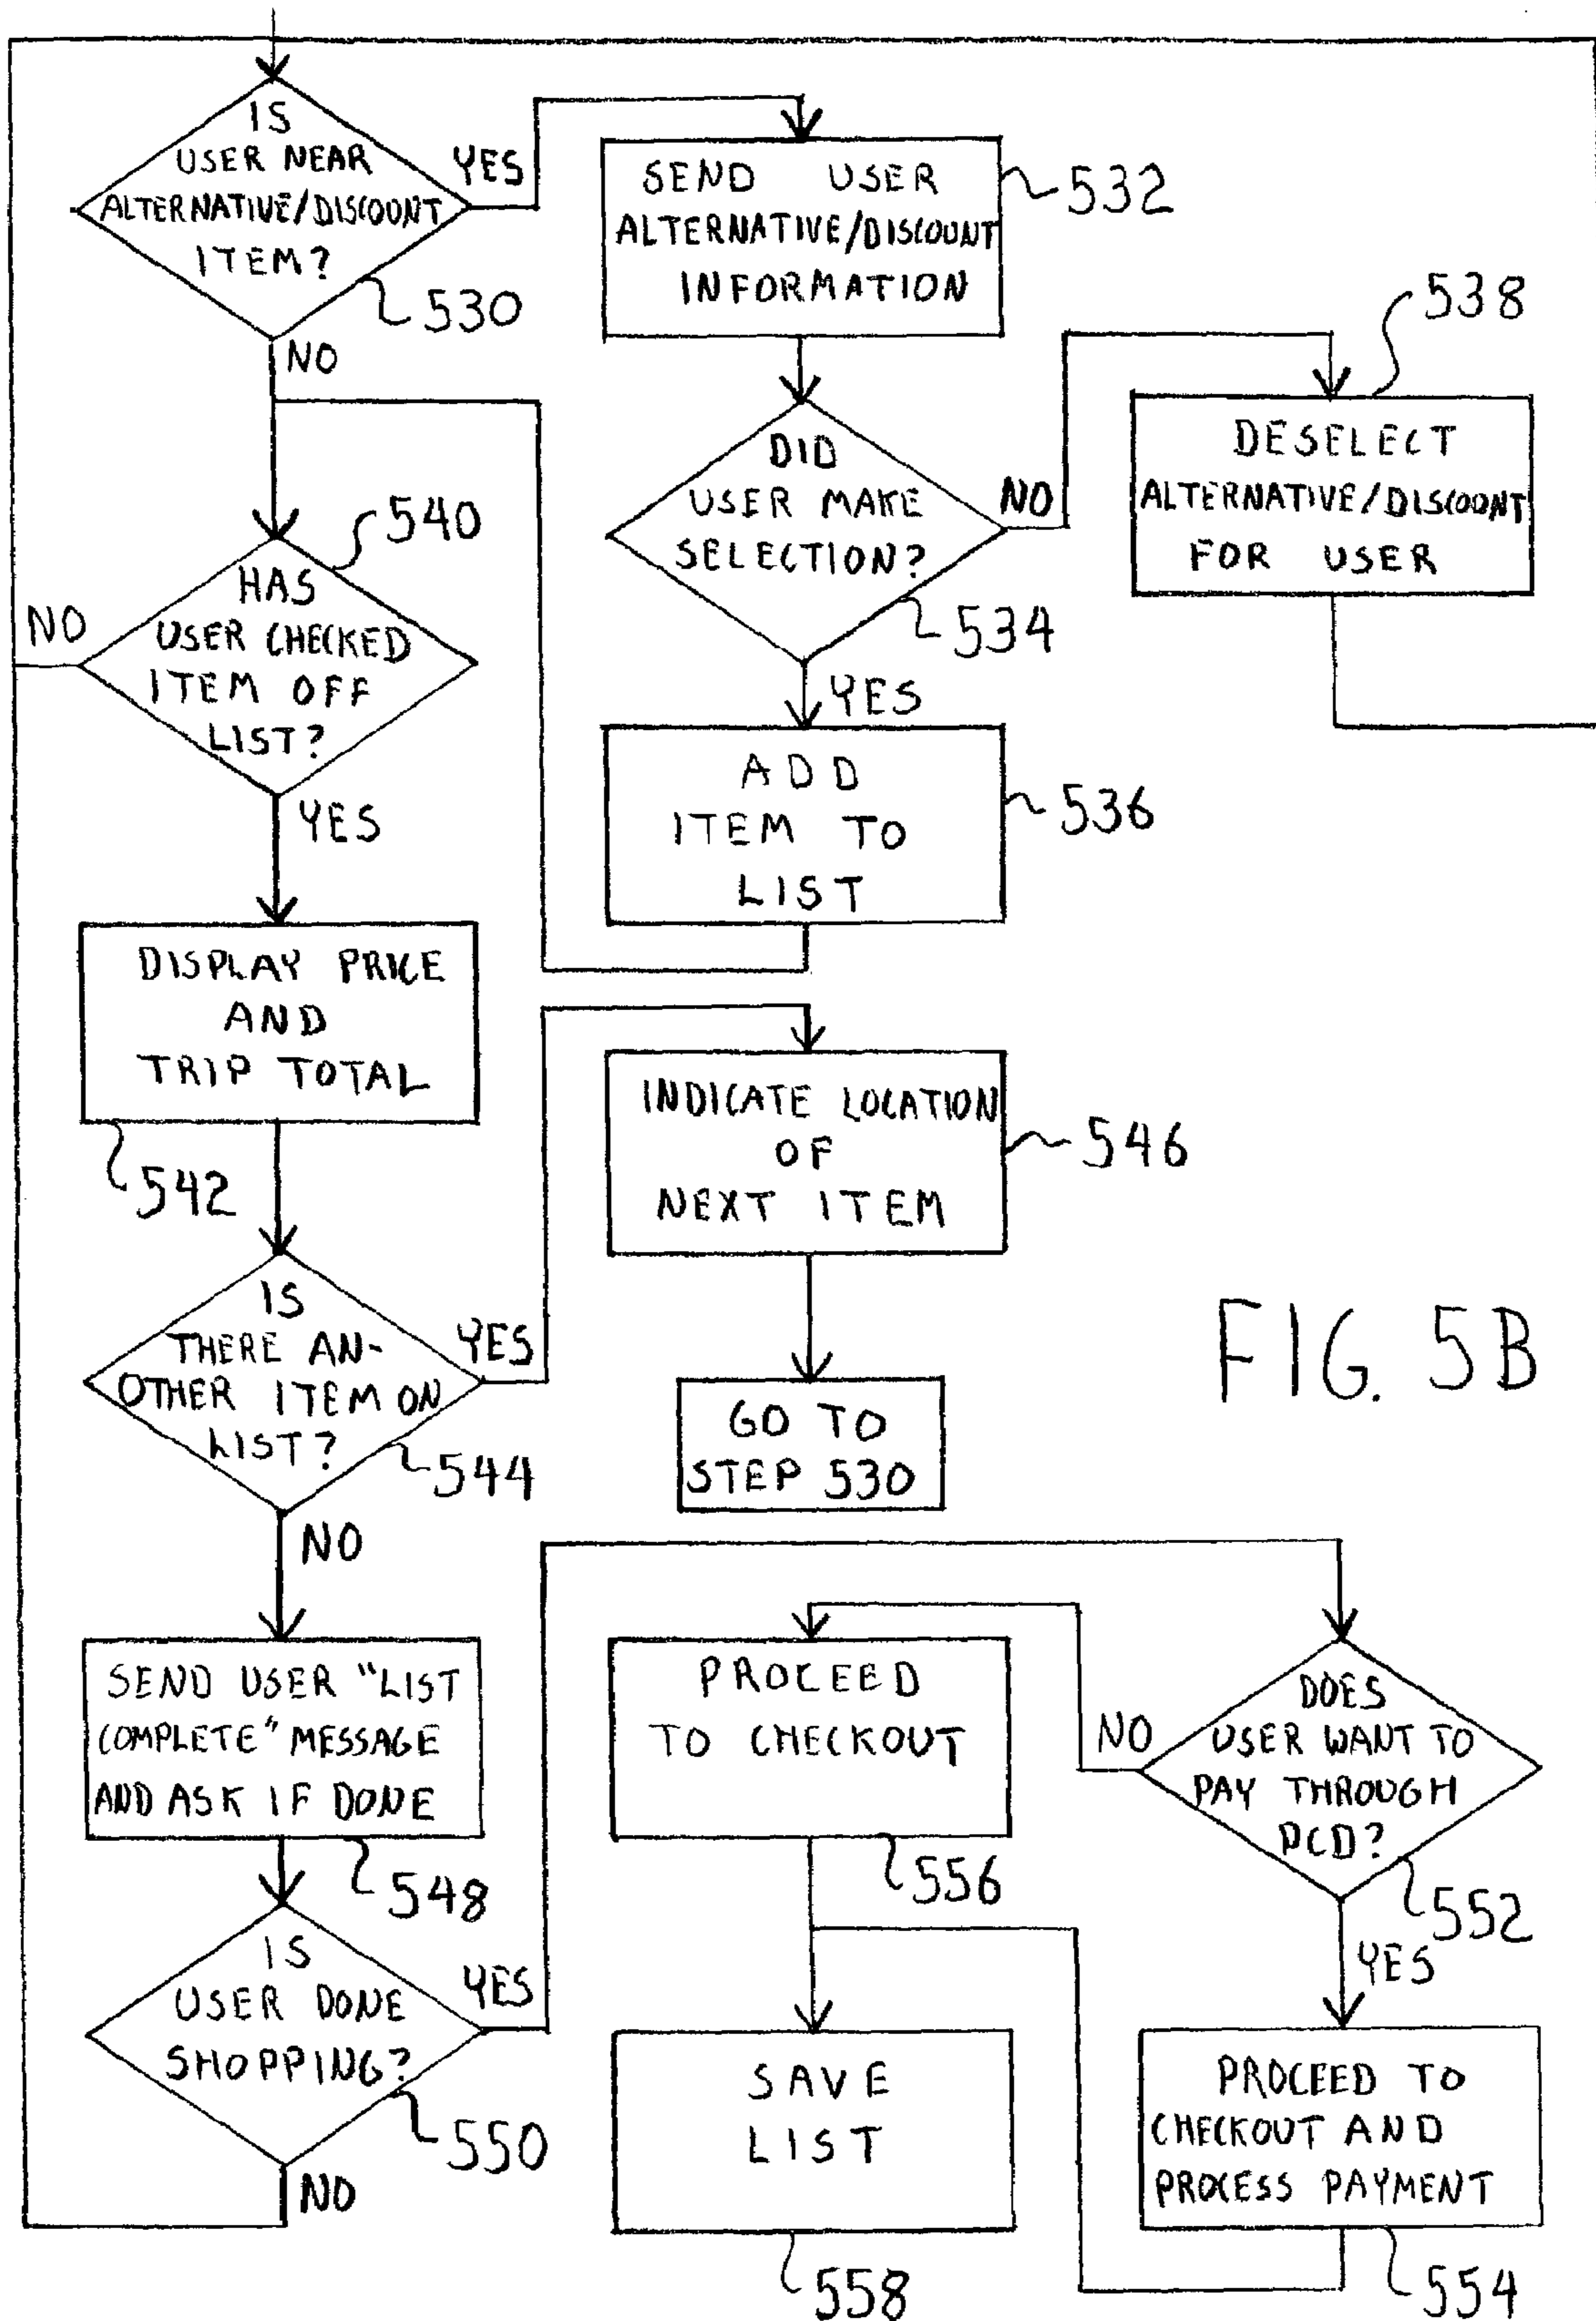 IS
USER NEAR
ALTERNATIVE/DISCOUNT
ITEM?
530
YES
NO
SEND USER
ALTERNATIVE/DISCOUNT
INFORMATION
532
DID
USER MAKE
SELECTION?
534
NO
YES
DESELECT
ALTERNATIVE/DISCOUNT
FOR USER
538
ADD
ITEM TO
LIST
536
HAS
USER CHECKED
ITEM OFF
LIST?
540
NO
YES
DISPLAY PRICE
AND
TRIP TOTAL
542
IS
THERE AN-
OTHER ITEM ON
LIST?
544
YES
NO
INDICATE LOCATION
OF
NEXT ITEM
546
GO TO
STEP 530
FIG. 5B
SEND USER "LIST
COMPLETE" MESSAGE
AND ASK IF DONE
548
IS
USER DONE
SHOPPING?
550
YES
NO
DOES
USER WANT TO
PAY THROUGH
PCD?
552
NO
YES
PROCEED
TO CHECKOUT
556
PROCEED TO
CHECKOUT AND
PROCESS PAYMENT
554
SAVE
LIST
558